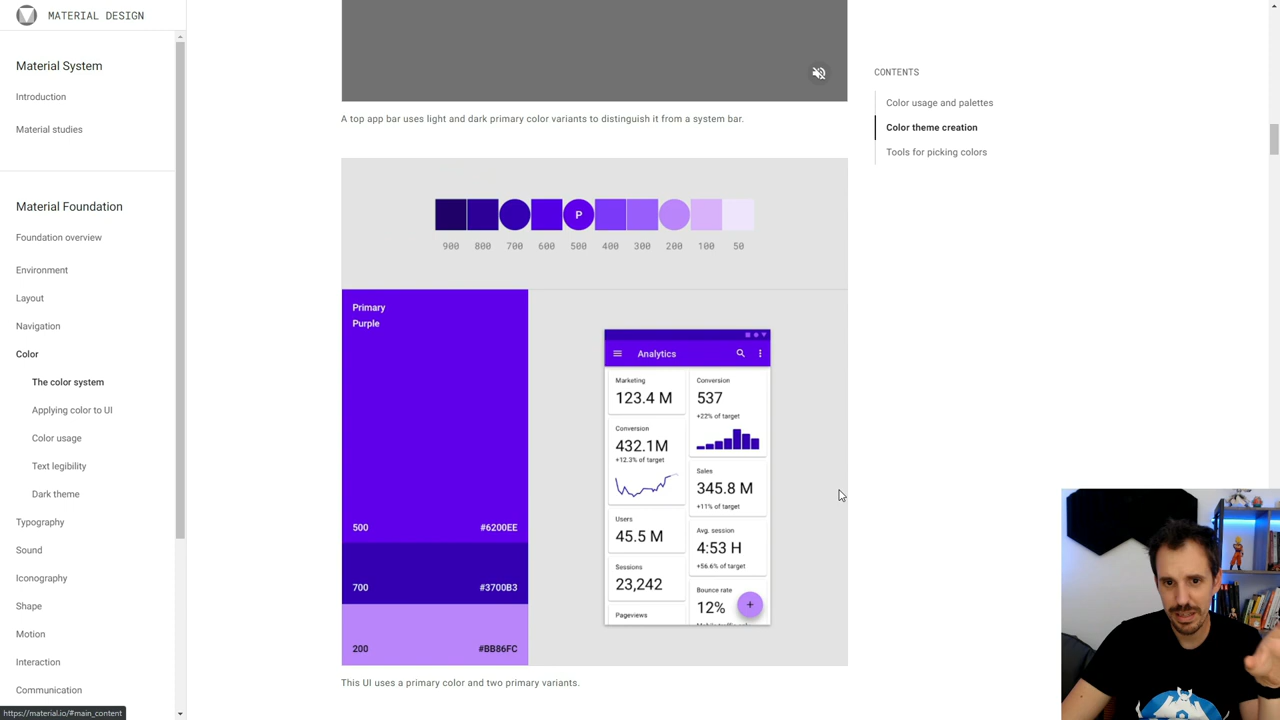 MATERIAL DESIGN
Material System
Introduction
Material studies
Material Foundation
Foundation overview
Environment
Layout
Navigation
Color
The color system
Applying color to UI
Color usage
Text legibility
Dark theme
Typography
Sound
Iconography
Shape
Motion
Interaction
Communication
https://material.io/#main_content
A top app bar uses light and dark primary color variants to distinguish it from a system bar.
P
900 800 700 600 500 400 300 200 100 50
Primary
Purple
500 #6200EE
700 #3700B3
200 #BB86FC
Analytics
Marketing
123.4 M
Conversion
432.1M
+12.3% of target
Users
45.5 M
Sessions
23,242
Pageviews
Conversion
537
+22% of target
Sales
345.8 M
+11% of target
Avg. session
4:53 H
+56.6% of target
Bounce rate
12%
+
This UI uses a primary color and two primary variants.
CONTENTS
Color usage and palettes
Color theme creation
Tools for picking colors